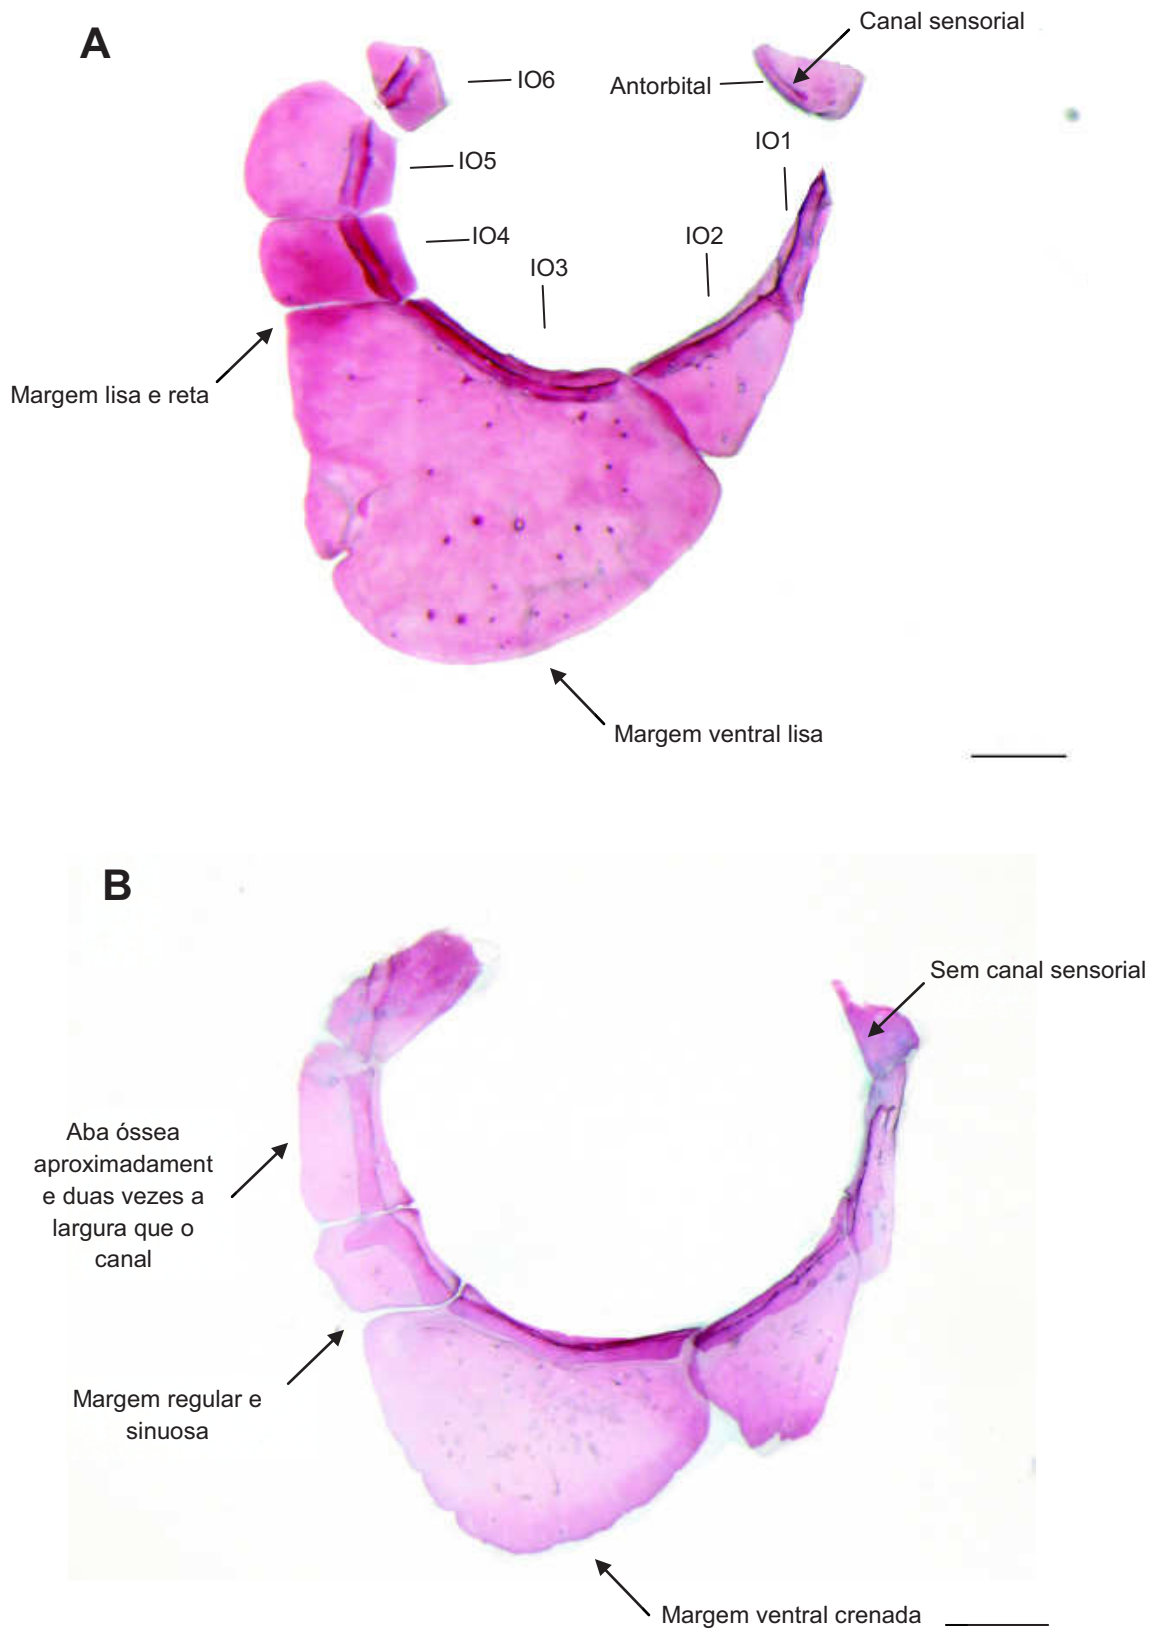 A
Canal sensorial
IO6
Antorbital
IO1
IO5
IO4
IO2
IO3
Margem lisa e reta
Margem ventral lisa
B
Sem canal sensorial
Aba óssea
aproximadament
e duas vezes a
largura que o
canal
Margem regular e
sinuosa
Margem ventral crenada